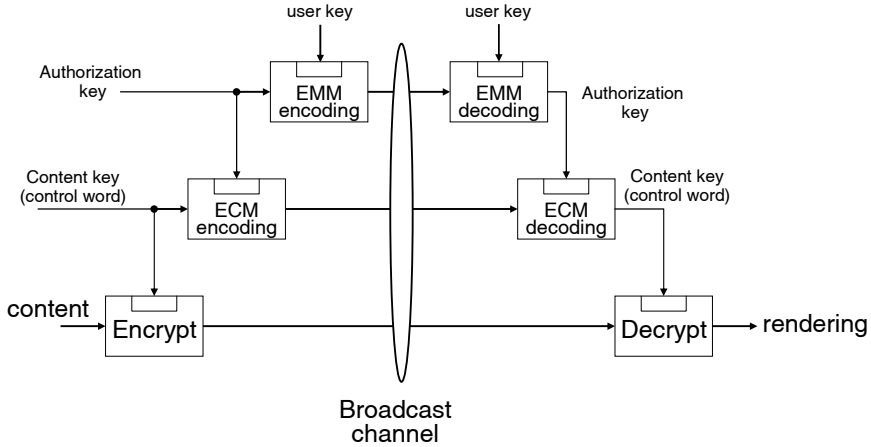 user key
user key
Authorization
key
EMM
encoding
EMM
decoding
Authorization
key
Content key
(control word)
ECM
encoding
ECM
decoding
Content key
(control word)
content
Encrypt
Decrypt
rendering
Broadcast
channel